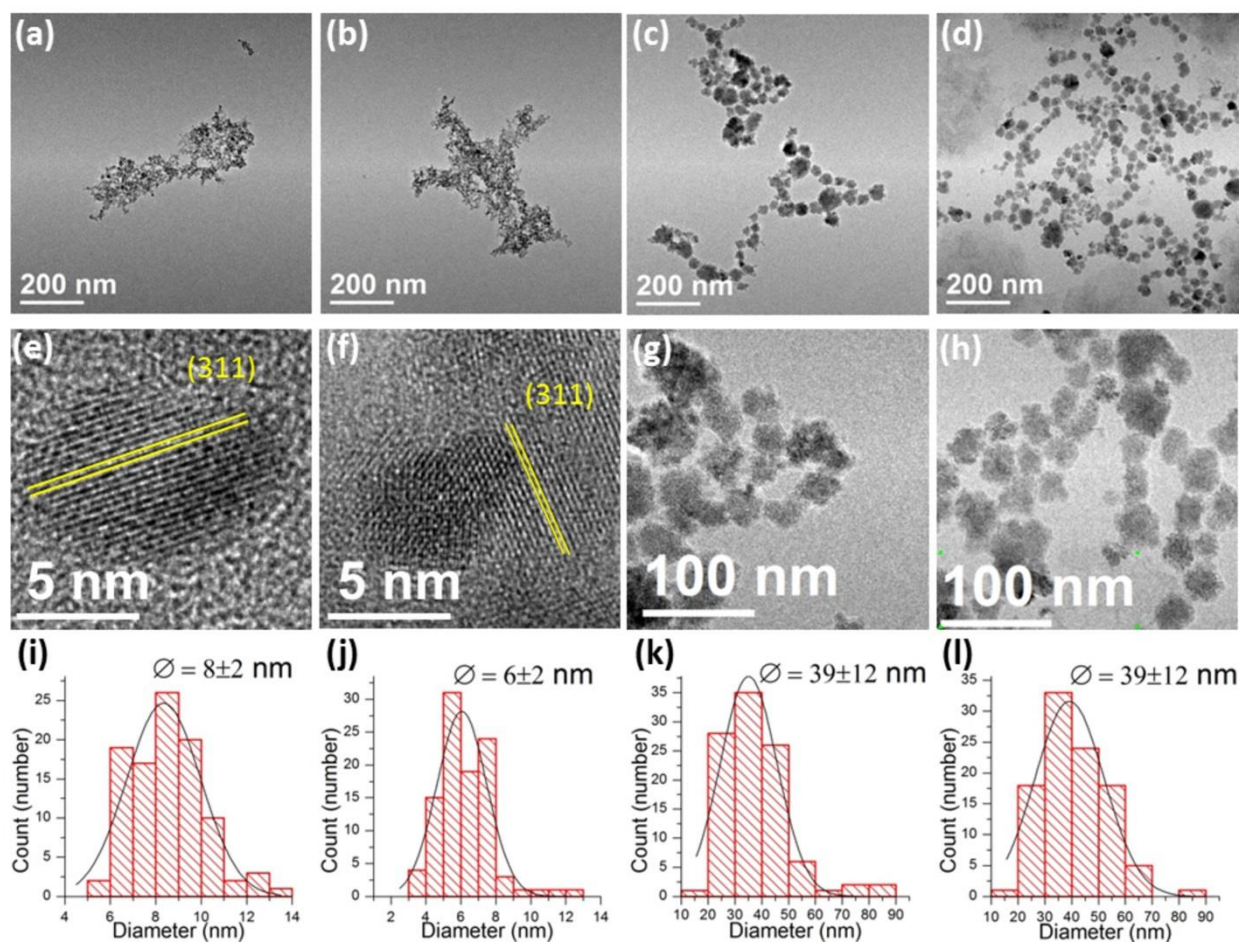 (a)
(b)
(c)
(d)
200 nm
200 nm
200 nm
200 nm
(e)
(f)
(g)
(h)
(311)
(311)
5 nm
5 nm
100 nm
100 nm
(i)
(j)
(k)
(l)
∅ = 8±2 nm
∅ = 6±2 nm
∅ = 39±12 nm
∅ = 39±12 nm
Count (number)
25
20
15
10
5
0
4 6 8 10 12 14
Diameter (nm)
Count (number)
30
25
20
15
10
5
0
2 4 6 8 10 12 14
Diameter (nm)
Count (number)
35
30
25
20
15
10
5
0
10 20 30 40 50 60 70 80 90
Diameter (nm)
Count (number)
35
30
25
20
15
10
5
0
10 20 30 40 50 60 70 80 90
Diameter (nm)